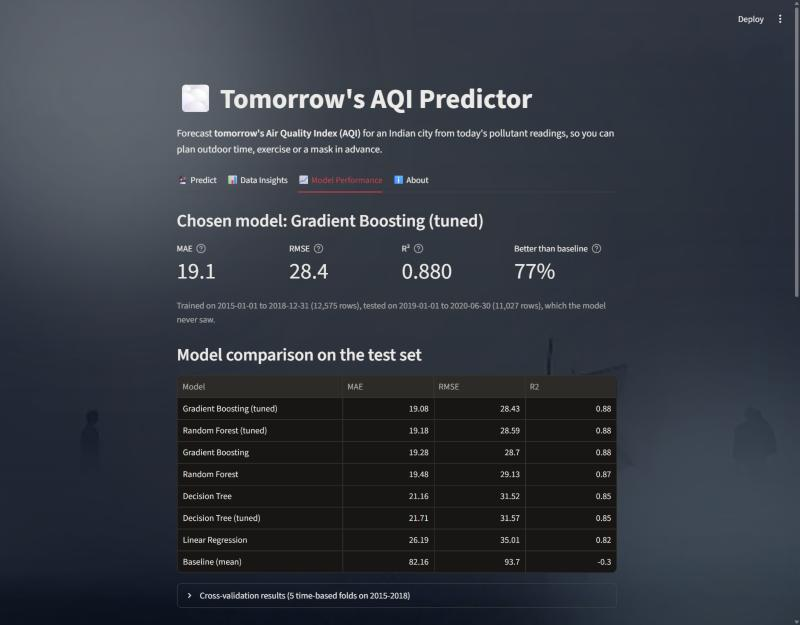 Deploy
Tomorrow's AQI Predictor
Forecast tomorrow's Air Quality Index (AQI) for an Indian city from today's pollutant readings, so you can
plan outdoor time, exercise or a mask in advance.
Predict Data Insights Model Performance About
Chosen model: Gradient Boosting (tuned)
MAE RMSE R² Better than baseline
19.1 28.4 0.880 77%
Trained on 2015-01-01 to 2018-12-31 (12,575 rows), tested on 2019-01-01 to 2020-06-30 (11,027 rows), which the model
never saw.
Model comparison on the test set
Model MAE RMSE R2
Gradient Boosting (tuned) 19.08 28.43 0.88
Random Forest (tuned) 19.18 28.59 0.88
Gradient Boosting 19.28 28.7 0.88
Random Forest 19.48 29.13 0.87
Decision Tree 21.16 31.52 0.85
Decision Tree (tuned) 21.71 31.57 0.85
Linear Regression 26.19 35.01 0.82
Baseline (mean) 82.16 93.7 -0.3
Cross-validation results (5 time-based folds on 2015-2018)